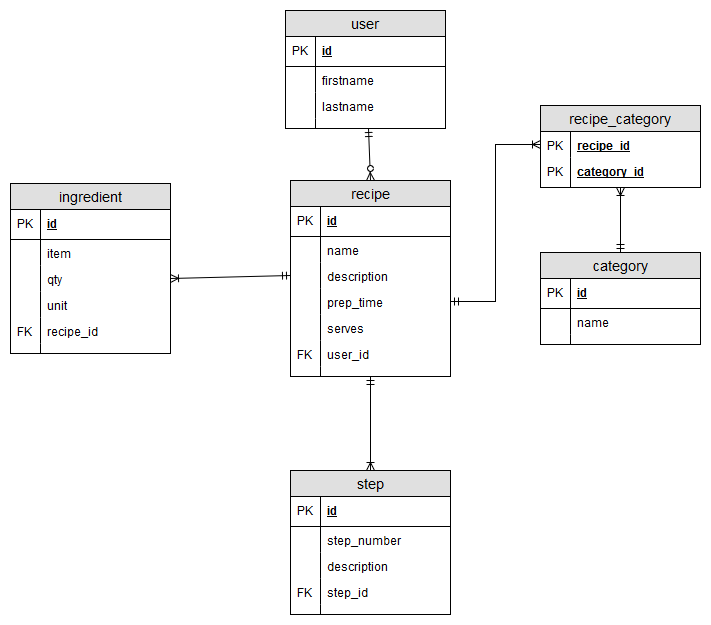 user
PK id
firstname
lastname
recipe_category
PK recipe_id
PK category_id
ingredient
PK id
item
qty
unit
FK recipe_id
recipe
PK id
name
description
prep_time
serves
FK user_id
category
PK id
name
step
PK id
step_number
description
FK step_id